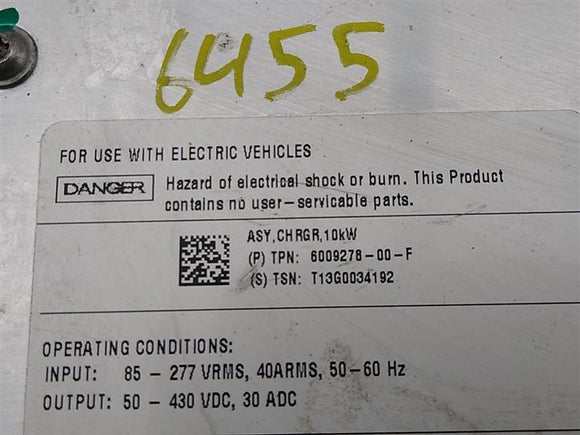 6455
FOR USE WITH ELECTRIC VEHICLES
DANGER Hazard of electrical shock or burn. This Product
contains no user-servicable parts.
ASY,CHRGR,10kW
(P) TPN: 6009278-00-F
(S) TSN: T13G0034192
OPERATING CONDITIONS:
INPUT: 85 - 277 VRMS, 40ARMS, 50-60 Hz
OUTPUT: 50 - 430 VDC, 30 ADC